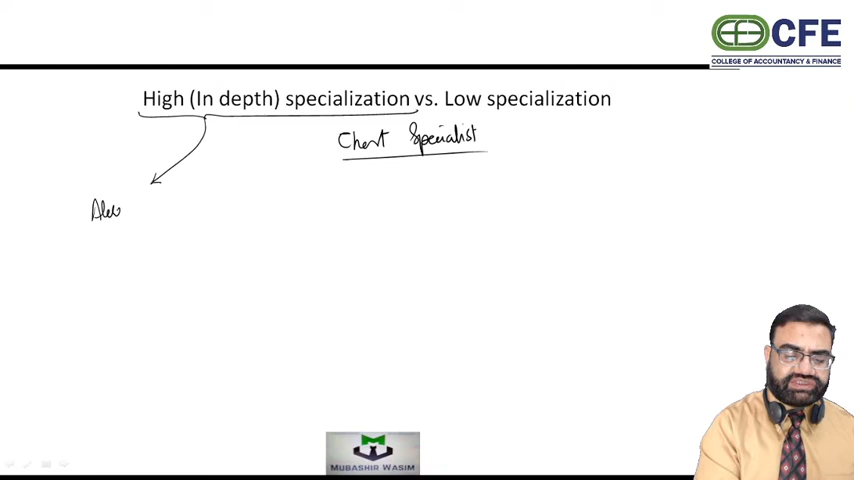 CFE
COLLEGE OF ACCOUNTANCY & FINANCE
High (In depth) specialization vs. Low specialization
Chest Specialist
MUBASHIR WASIM